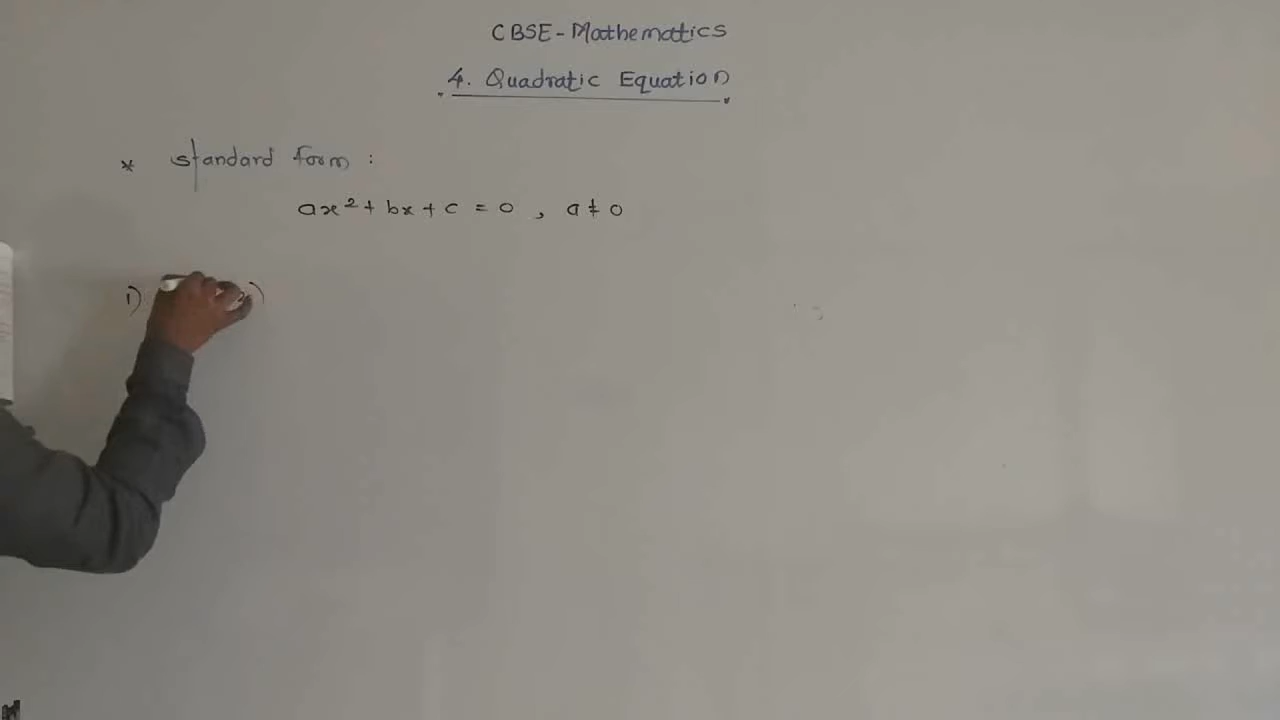 CBSE-Mathematics
4. Quadratic Equation
* standard form :
ax² + bx + c = 0 , a ≠ 0
1)